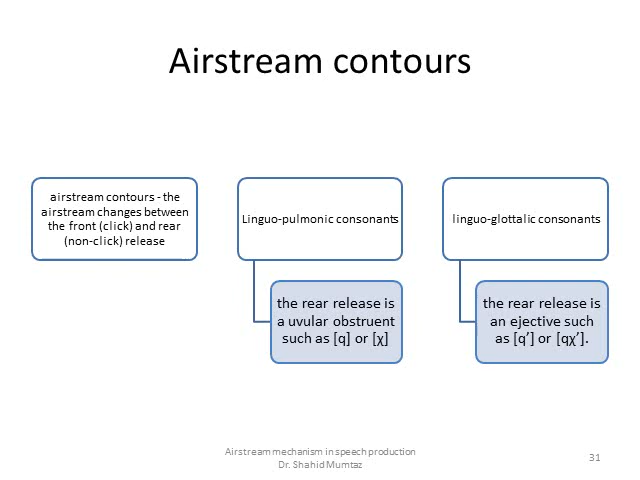 Airstream contours
airstream contours - the
airstream changes between
the front (click) and rear
(non-click) release
Linguo-pulmonic consonants
the rear release is
a uvular obstruent
such as [q] or [χ]
linguo-glottalic consonants
the rear release is
an ejective such
as [q’] or [qχ’].
Airstream mechanism in speech production
Dr. Shahid Mumtaz
31